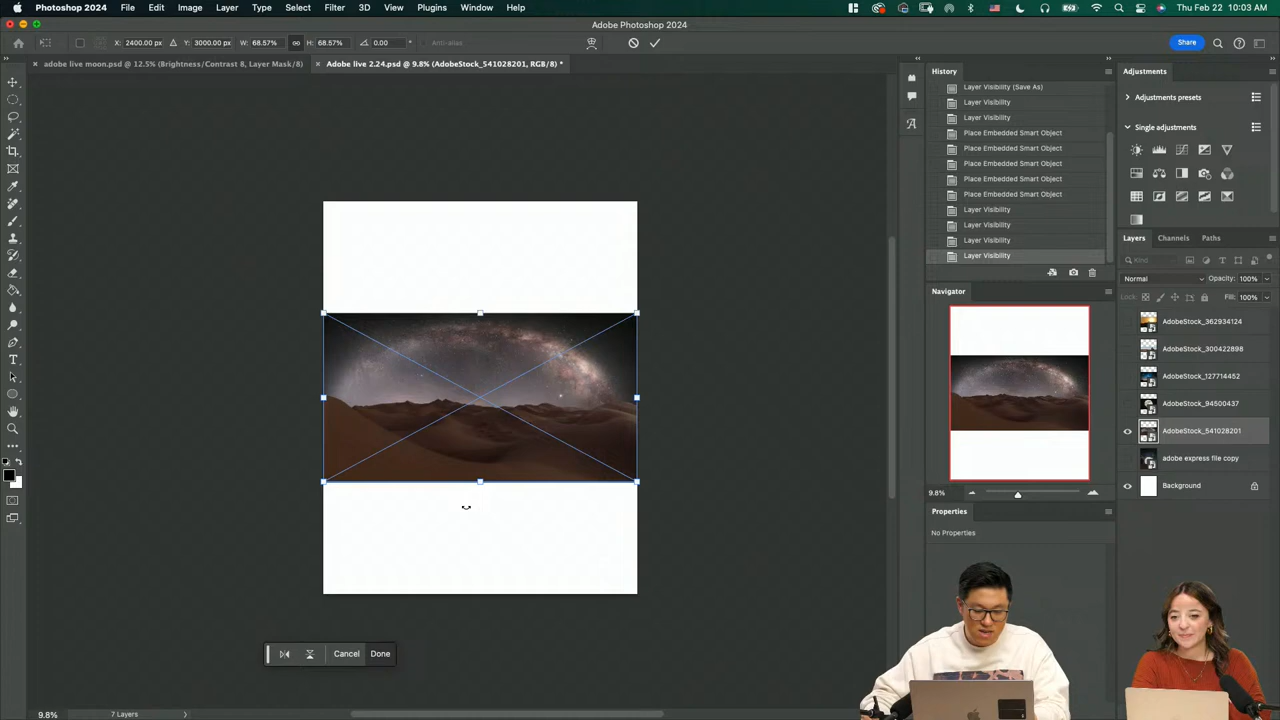 Photoshop 2024 File Edit Image Layer Type Select Filter 3D View Plugins Window Help Thu Feb 22 10:03 AM
Adobe Photoshop 2024
X: 2400.00 px Y: 3000.00 px W: 68.57% H: 68.57% 0.00 ° Anti-alias Share
adobe live moon.psd @ 12.5% (Brightness/Contrast 8, Layer Mask/8) Adobe live 2.24.psd @ 9.8% (AdobeStock_541028201, RGB/8) *
History
Layer Visibility (Save As)
Layer Visibility
Layer Visibility
Place Embedded Smart Object
Place Embedded Smart Object
Place Embedded Smart Object
Place Embedded Smart Object
Place Embedded Smart Object
Layer Visibility
Layer Visibility
Layer Visibility
Layer Visibility
Navigator
9.8%
Properties
No Properties
Adjustments
Adjustments presets
Single adjustments
Layers Channels Paths
Kind
Normal Opacity: 100%
Lock: Fill: 100%
AdobeStock_362934124
AdobeStock_300422898
AdobeStock_127714452
AdobeStock_94500437
AdobeStock_541028201
adobe express file copy
Background
Cancel Done
9.8% 7 Layers